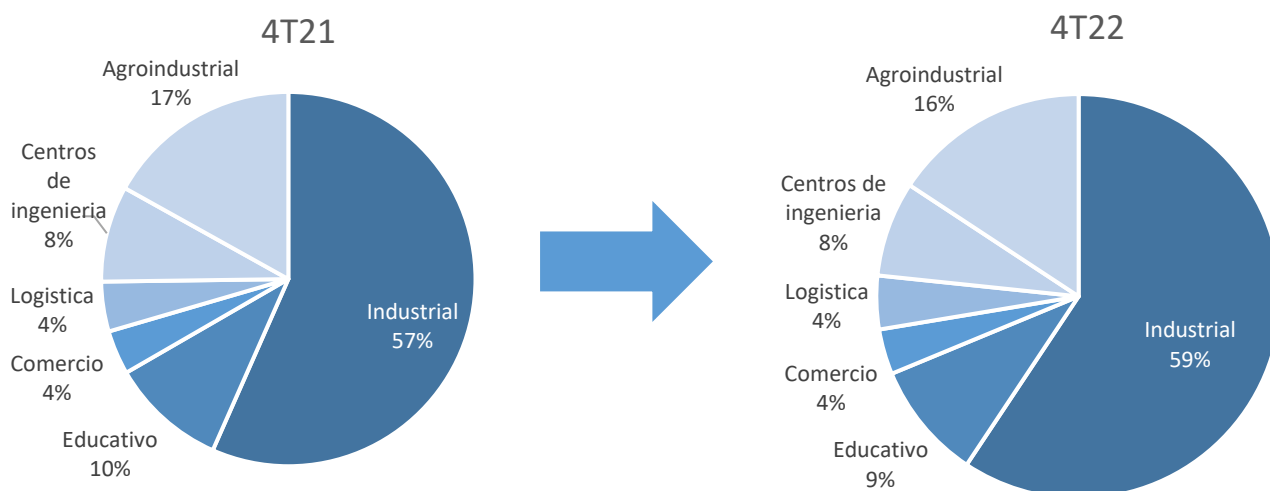 4T21
Agroindustrial
17%
Centros
de
ingenieria
8%
Logistica
4%
Comercio
4%
Educativo
10%
Industrial
57%
4T22
Agroindustrial
16%
Centros de
ingenieria
8%
Logistica
4%
Comercio
4%
Educativo
9%
Industrial
59%